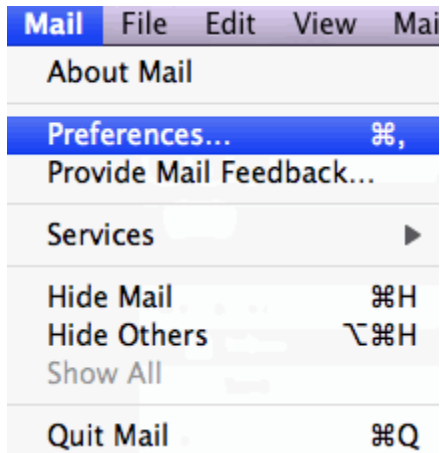 Mail File Edit View Mai
About Mail
Preferences... ⌘,
Provide Mail Feedback...
Services ▶
Hide Mail ⌘H
Hide Others ⌥⌘H
Show All
Quit Mail ⌘Q